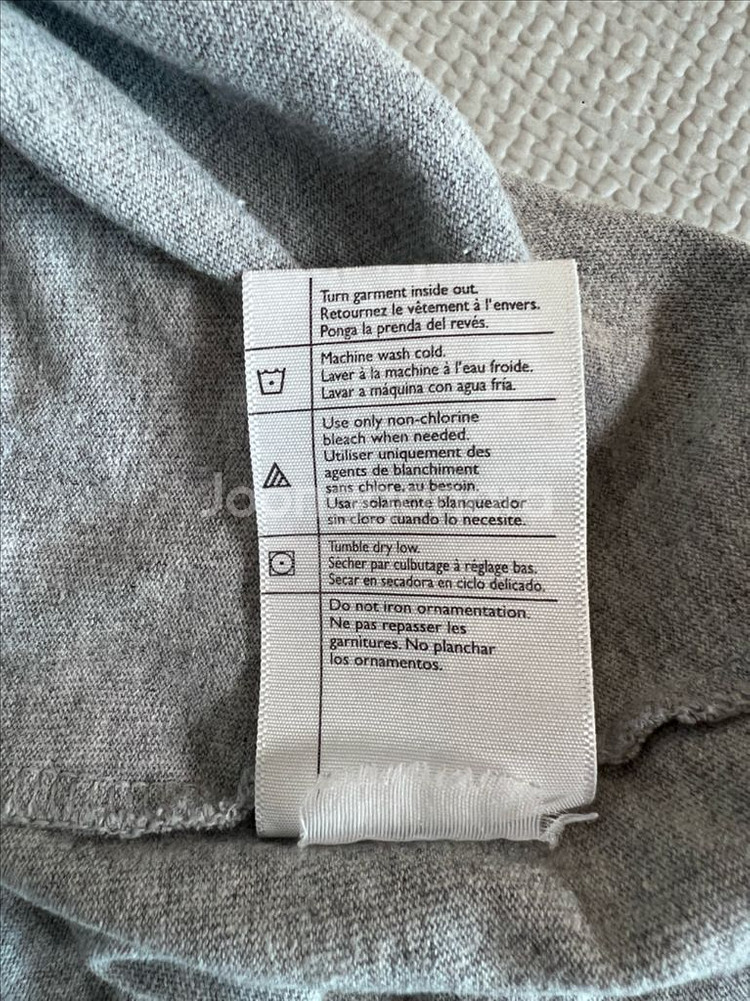 Turn garment inside out.
Retournez le vêtement à l'envers.
Ponga la prenda del revés.
Machine wash cold.
Laver à la machine à l'eau froide.
Lavar a máquina con agua fría.
Use only non-chlorine
bleach when needed.
Utiliser uniquement des
agents de blanchiment
sans chlore, au besoin.
Usar solamente blanqueador
sin cloro cuando lo necesite.
Tumble dry low.
Sécher par culbutage à réglage bas.
Secar en secadora en ciclo delicado.
Do not iron ornamentation.
Ne pas repasser les
garnitures. No planchar
los ornamentos.